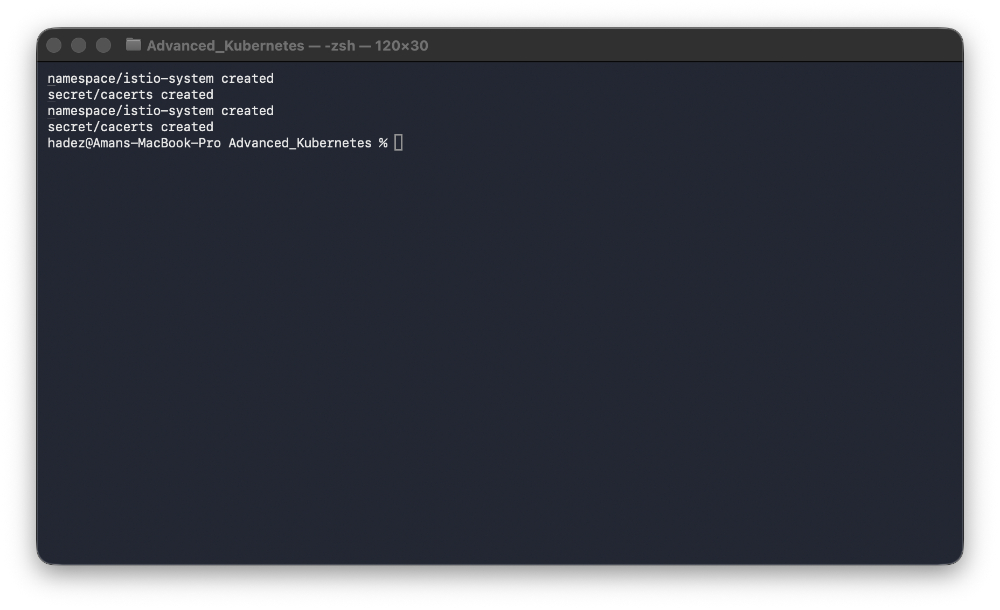 Advanced_Kubernetes — -zsh — 120×30
namespace/istio-system created
secret/cacerts created
namespace/istio-system created
secret/cacerts created
hadez@Amans-MacBook-Pro Advanced_Kubernetes %